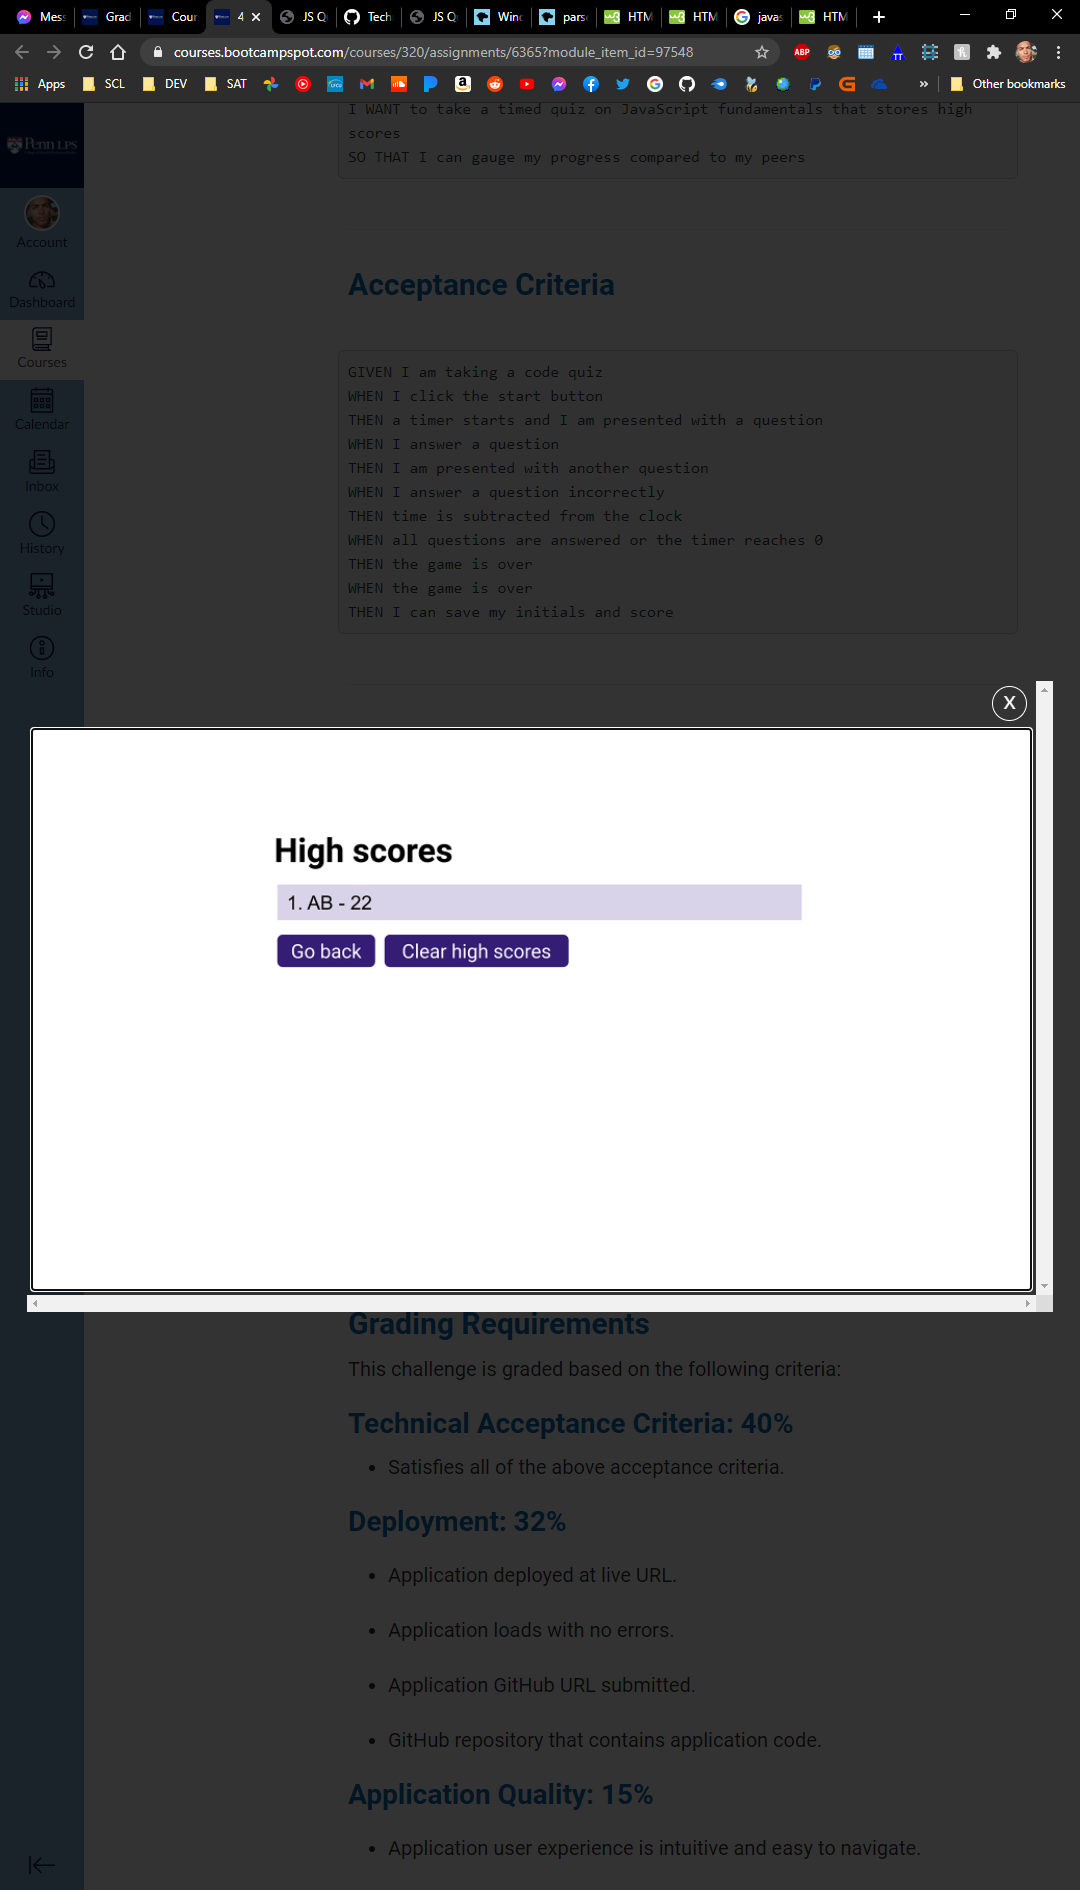 Mess
Grad
Cour
4
JS Q
Tech
JS Q
Winc
pars
HTM
HTM
javas
HTM
courses.bootcampspot.com/courses/320/assignments/6365?module_item_id=97548
ABP
Apps
SCL
DEV
SAT
Other bookmarks
Penn LPS
Account
Dashboard
Courses
Calendar
Inbox
History
Studio
Info
I WANT to take a timed quiz on JavaScript fundamentals that stores high
scores
SO THAT I can gauge my progress compared to my peers
Acceptance Criteria
GIVEN I am taking a code quiz
WHEN I click the start button
THEN a timer starts and I am presented with a question
WHEN I answer a question
THEN I am presented with another question
WHEN I answer a question incorrectly
THEN time is subtracted from the clock
WHEN all questions are answered or the timer reaches 0
THEN the game is over
WHEN the game is over
THEN I can save my initials and score
X
High scores
1. AB - 22
Go back
Clear high scores
Grading Requirements
This challenge is graded based on the following criteria:
Technical Acceptance Criteria: 40%
• Satisfies all of the above acceptance criteria.
Deployment: 32%
• Application deployed at live URL.
• Application loads with no errors.
• Application GitHub URL submitted.
• GitHub repository that contains application code.
Application Quality: 15%
• Application user experience is intuitive and easy to navigate.